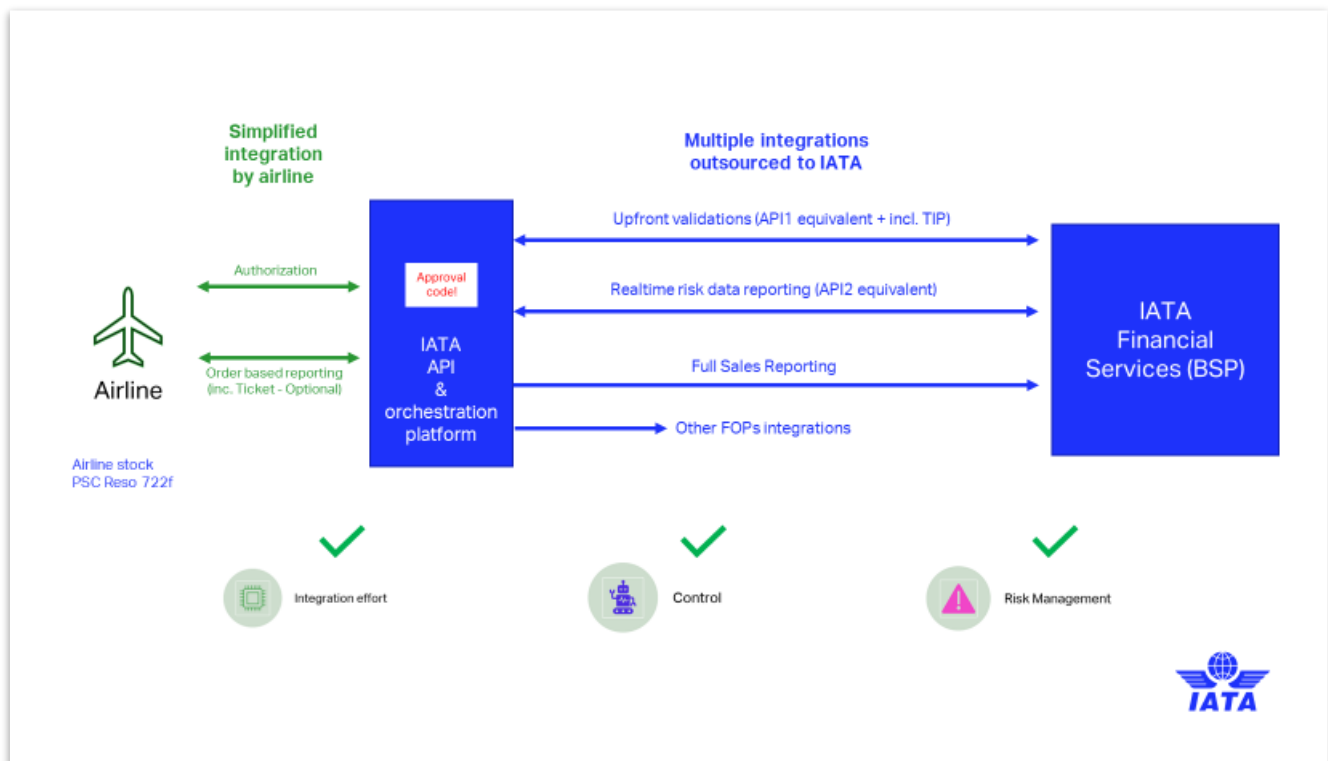 Simplified
integration
by airline
Multiple integrations
outsourced to IATA
Authorization
Order based reporting
(inc. Ticket - Optional)
Airline
Airline stock
PSC Reso 722f
Approval
code!
IATA
API
&
orchestration
platform
Upfront validations (API1 equivalent + incl. TIP)
Realtime risk data reporting (API2 equivalent)
Full Sales Reporting
Other FOPs integrations
IATA
Financial
Services (BSP)
Integration effort
Control
Risk Management
IATA